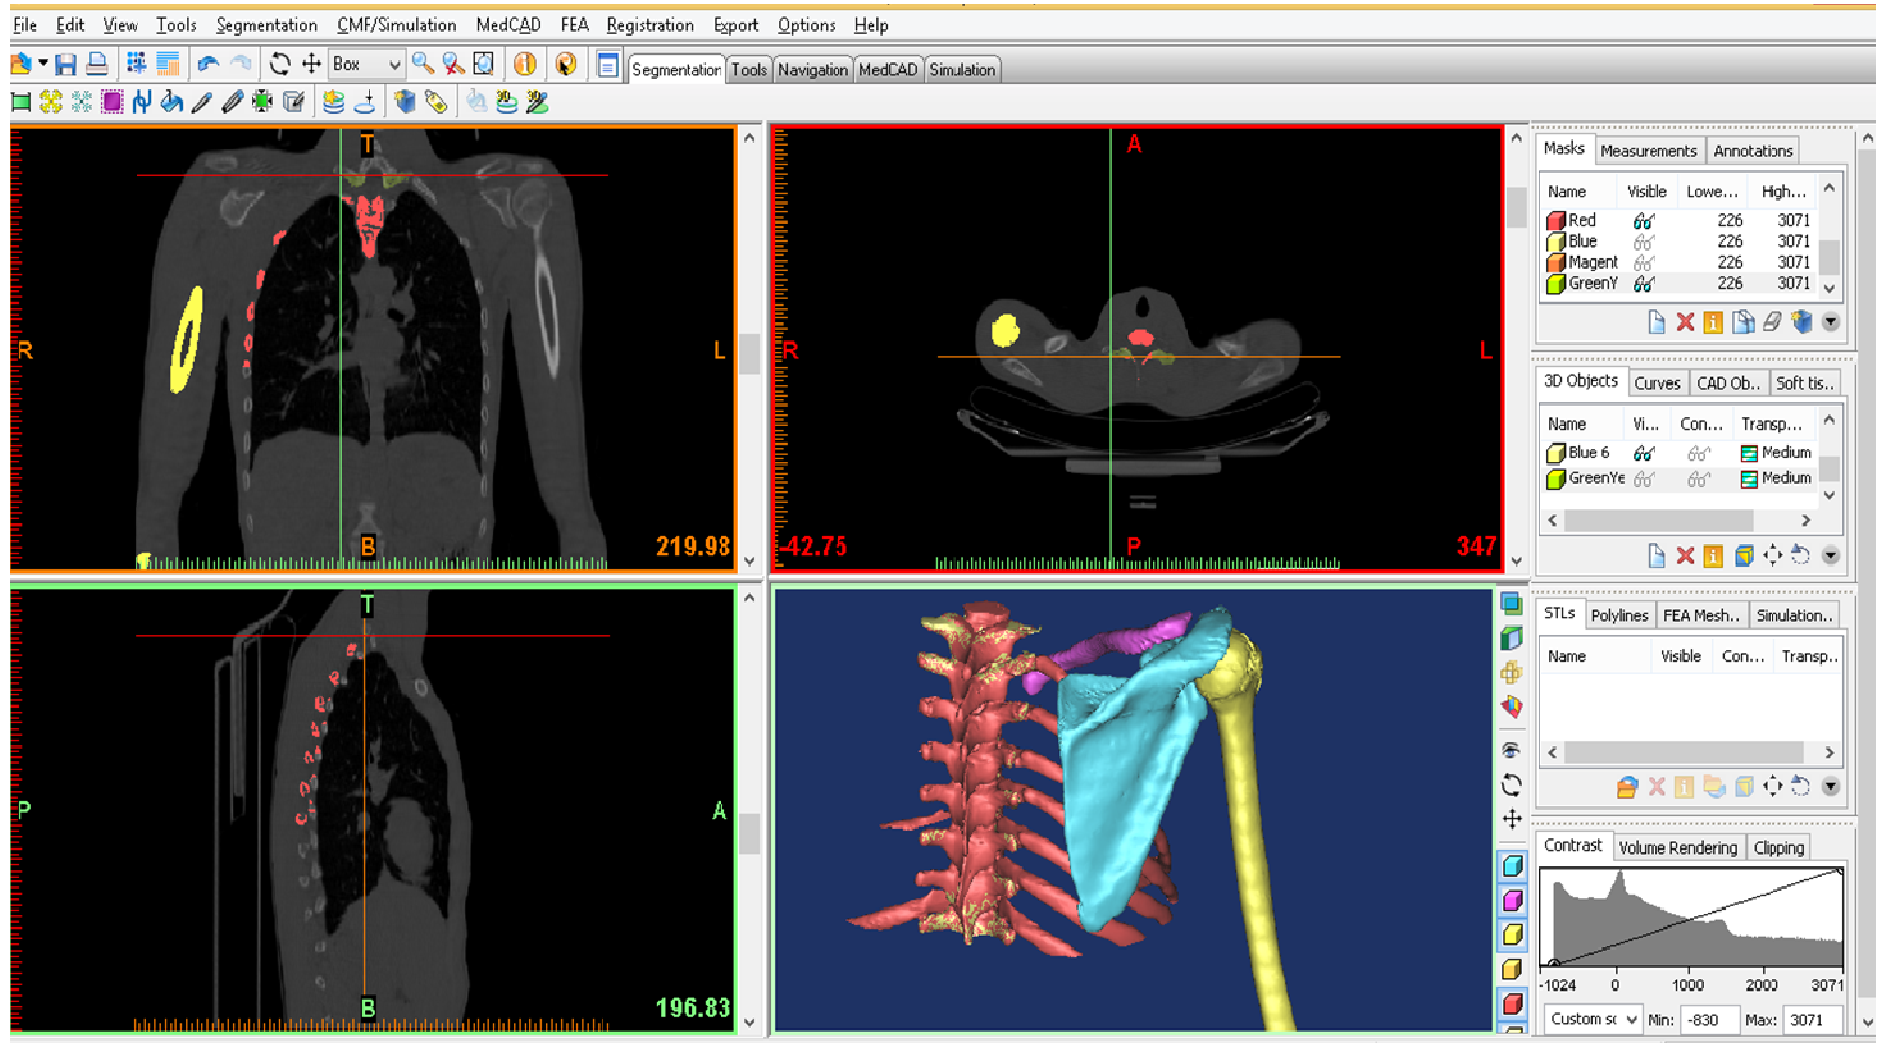 File Edit View Tools Segmentation CMF/Simulation MedCAD FEA Registration Export Options Help
Box
Segmentation Tools Navigation MedCAD Simulation
T
R
L
B
219.98
A
R
L
-42.75
P
347
T
P
A
B
196.83
Masks Measurements Annotations
Name Visible Lowe... High...
Red 226 3071
Blue 226 3071
Magent 226 3071
GreenY 226 3071
3D Objects Curves CAD Ob.. Soft tis..
Name Vi... Con... Transp...
Blue 6 Medium
GreenYe Medium
STLs Polylines FEA Mesh.. Simulation..
Name Visible Con... Transp..
Contrast Volume Rendering Clipping
-1024 0 1000 2000 3071
Custom sc Min: -830 Max: 3071